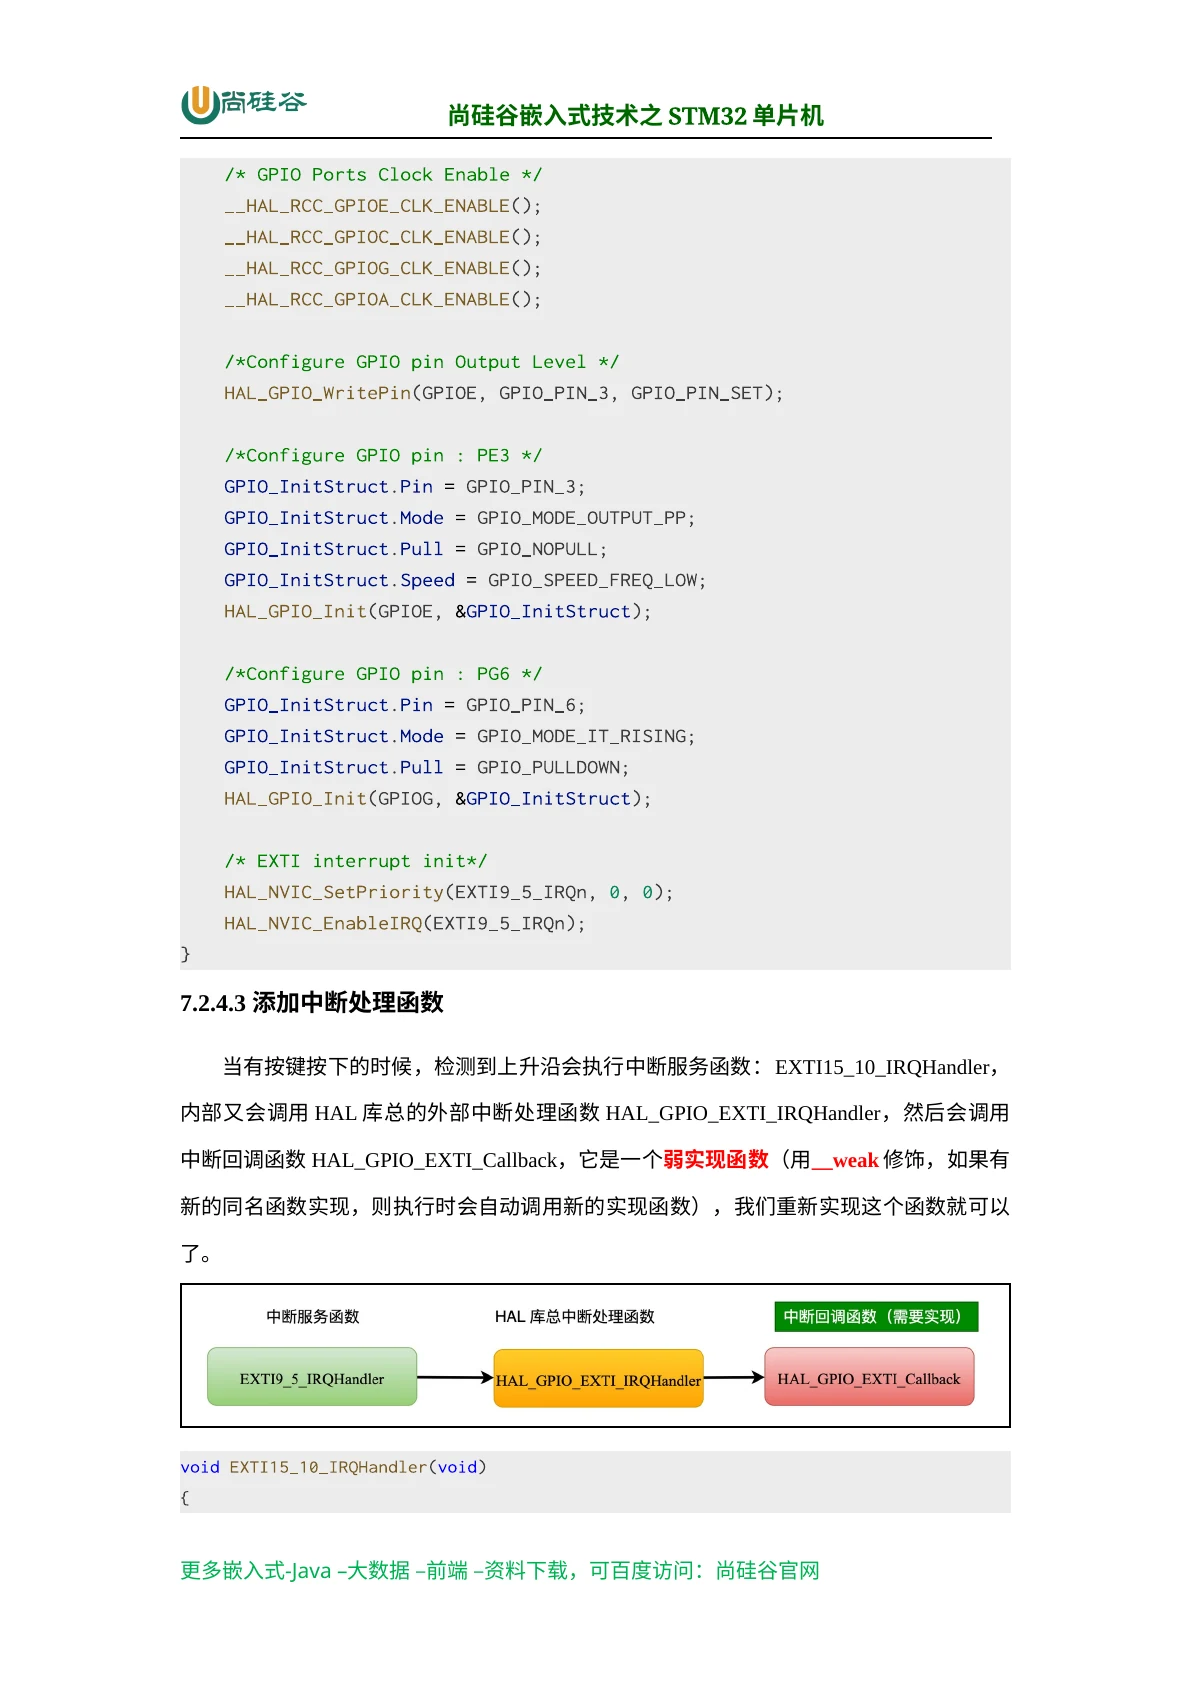 尚硅谷
尚硅谷嵌入式技术之 STM32 单片机
/* GPIO Ports Clock Enable */
__HAL_RCC_GPIOE_CLK_ENABLE();
__HAL_RCC_GPIOC_CLK_ENABLE();
__HAL_RCC_GPIOG_CLK_ENABLE();
__HAL_RCC_GPIOA_CLK_ENABLE();
/*Configure GPIO pin Output Level */
HAL_GPIO_WritePin(GPIOE, GPIO_PIN_3, GPIO_PIN_SET);
/*Configure GPIO pin : PE3 */
GPIO_InitStruct.Pin = GPIO_PIN_3;
GPIO_InitStruct.Mode = GPIO_MODE_OUTPUT_PP;
GPIO_InitStruct.Pull = GPIO_NOPULL;
GPIO_InitStruct.Speed = GPIO_SPEED_FREQ_LOW;
HAL_GPIO_Init(GPIOE, &GPIO_InitStruct);
/*Configure GPIO pin : PG6 */
GPIO_InitStruct.Pin = GPIO_PIN_6;
GPIO_InitStruct.Mode = GPIO_MODE_IT_RISING;
GPIO_InitStruct.Pull = GPIO_PULLDOWN;
HAL_GPIO_Init(GPIOG, &GPIO_InitStruct);
/* EXTI interrupt init*/
HAL_NVIC_SetPriority(EXTI9_5_IRQn, 0, 0);
HAL_NVIC_EnableIRQ(EXTI9_5_IRQn);
}
7.2.4.3 添加中断处理函数
当有按键按下的时候，检测到上升沿会执行中断服务函数：EXTI15_10_IRQHandler，
内部又会调用 HAL 库总的外部中断处理函数 HAL_GPIO_EXTI_IRQHandler，然后会调用
中断回调函数 HAL_GPIO_EXTI_Callback，它是一个弱实现函数（用__weak 修饰，如果有
新的同名函数实现，则执行时会自动调用新的实现函数），我们重新实现这个函数就可以
了。
中断服务函数
HAL 库总中断处理函数
中断回调函数（需要实现）
EXTI9_5_IRQHandler
HAL_GPIO_EXTI_IRQHandler
HAL_GPIO_EXTI_Callback
void EXTI15_10_IRQHandler(void)
{
更多嵌入式-Java –大数据 –前端 –资料下载，可百度访问：尚硅谷官网